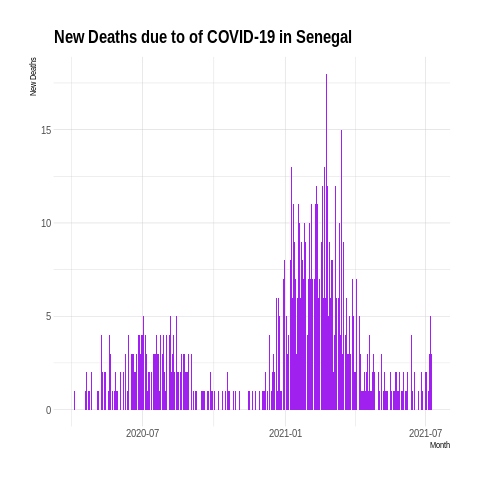 New Deaths due to of COVID-19 in Senegal
New Deaths
15
10
5
0
2020-07
2021-01
2021-07
Month